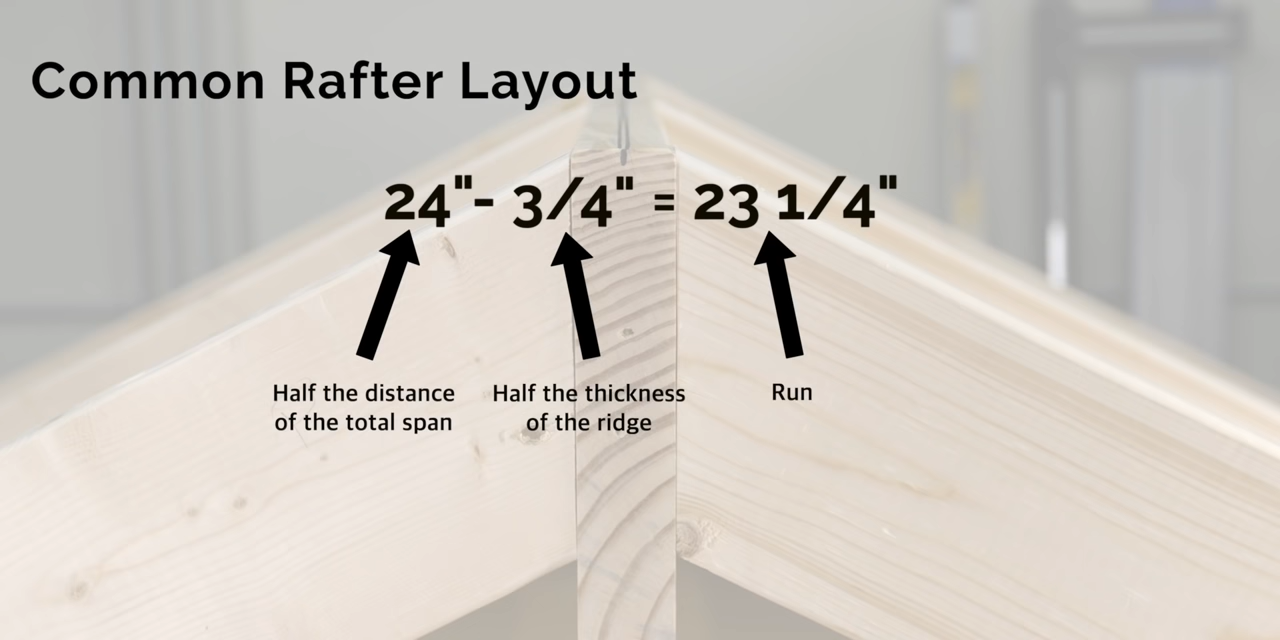 Common Rafter Layout
24"- 3/4" = 23 1/4"
Half the distance
of the total span
Half the thickness
of the ridge
Run